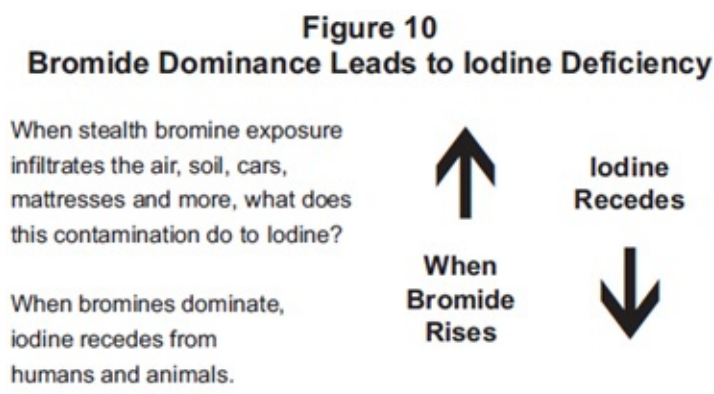 Figure 10
Bromide Dominance Leads to Iodine Deficiency
When stealth bromine exposure
infiltrates the air, soil, cars,
mattresses and more, what does
this contamination do to Iodine?
When bromines dominate,
iodine recedes from
humans and animals.
When
Bromide
Rises
Iodine
Recedes